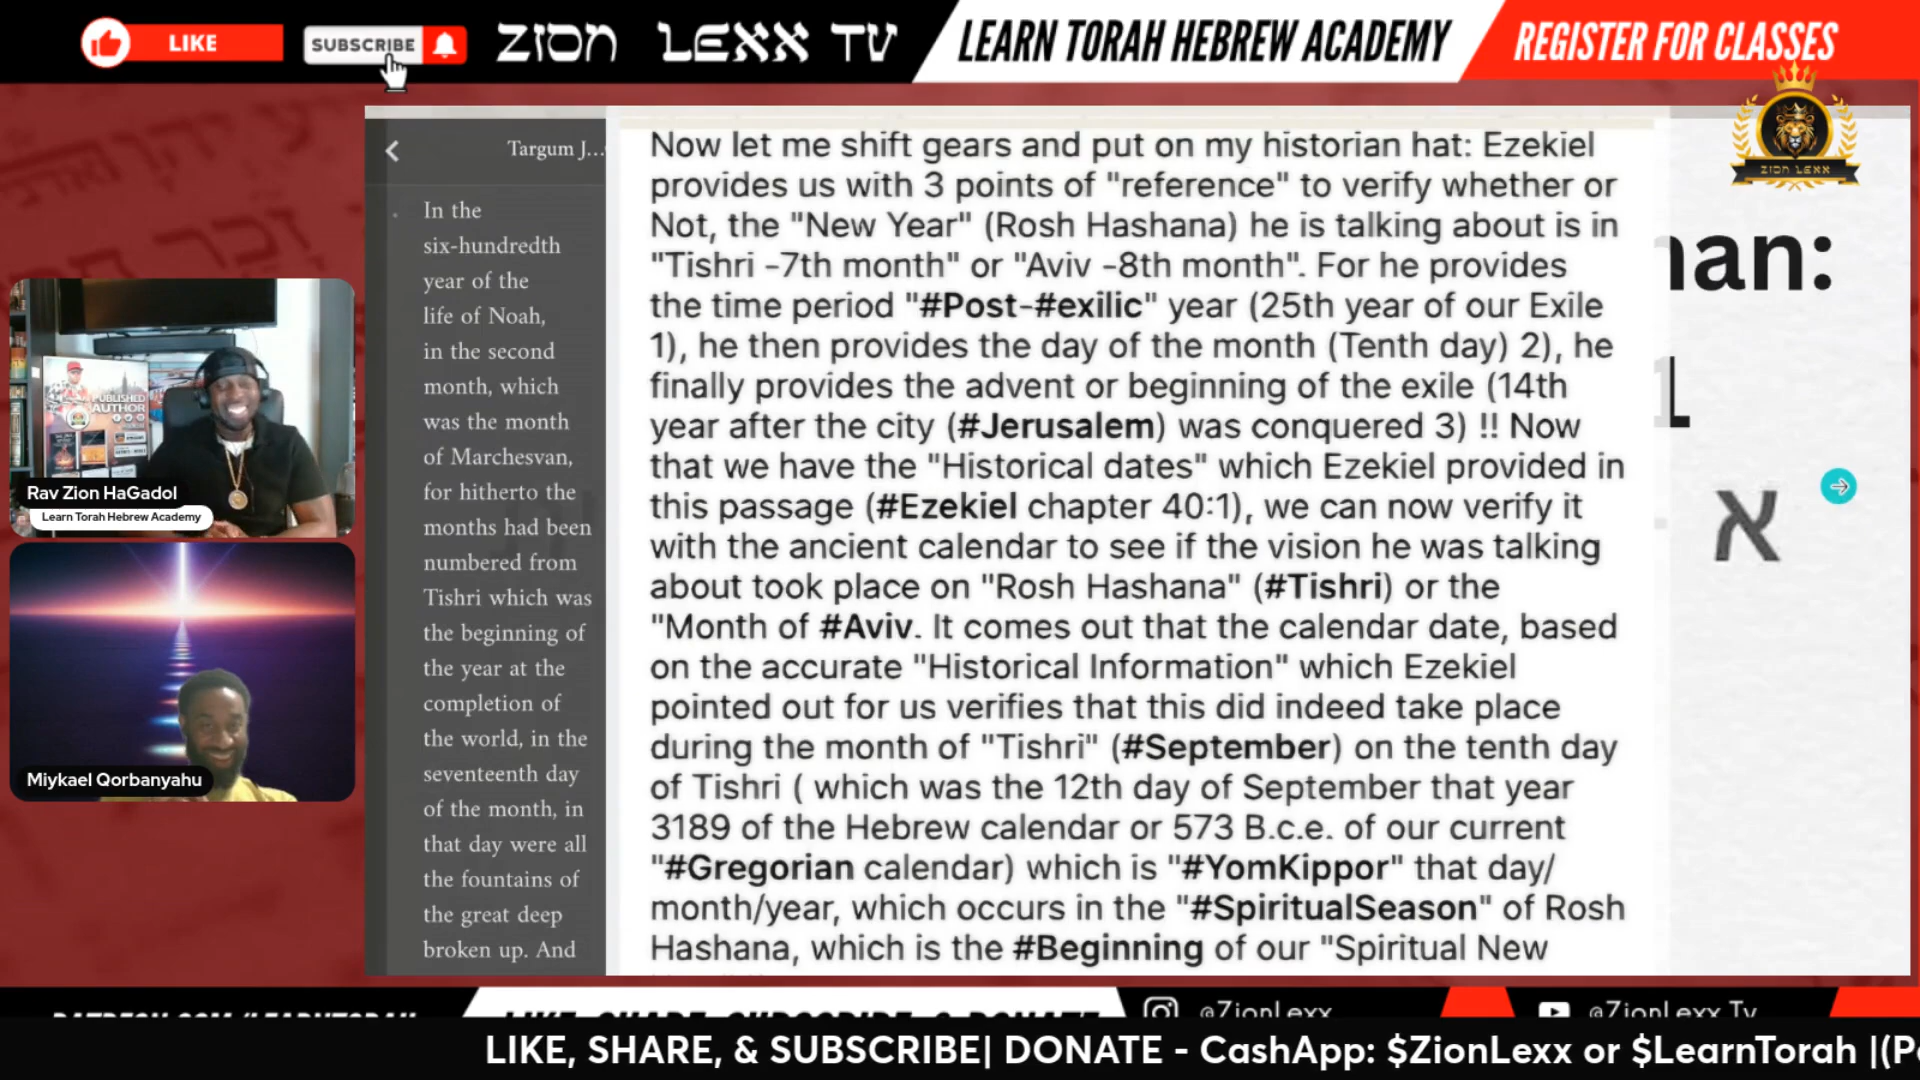 LIKE
SUBSCRIBE
ZION LEXX TV
LEARN TORAH HEBREW ACADEMY
REGISTER FOR CLASSES
ZION LEXX
Targum J...
In the
six-hundredth
year of the
life of Noah,
in the second
month, which
was the month
of Marchesvan,
for hitherto the
months had been
numbered from
Tishri which was
the beginning of
the year at the
completion of
the world, in the
seventeenth day
of the month, in
that day were all
the fountains of
the great deep
broken up. And
Now let me shift gears and put on my historian hat: Ezekiel
provides us with 3 points of "reference" to verify whether or
Not, the "New Year" (Rosh Hashana) he is talking about is in
"Tishri -7th month" or "Aviv -8th month". For he provides
the time period "#Post-#exilic" year (25th year of our Exile
1), he then provides the day of the month (Tenth day) 2), he
finally provides the advent or beginning of the exile (14th
year after the city (#Jerusalem) was conquered 3) !! Now
that we have the "Historical dates" which Ezekiel provided in
this passage (#Ezekiel chapter 40:1), we can now verify it
with the ancient calendar to see if the vision he was talking
about took place on "Rosh Hashana" (#Tishri) or the
"Month of #Aviv. It comes out that the calendar date, based
on the accurate "Historical Information" which Ezekiel
pointed out for us verifies that this did indeed take place
during the month of "Tishri" (#September) on the tenth day
of Tishri ( which was the 12th day of September that year
3189 of the Hebrew calendar or 573 B.c.e. of our current
"#Gregorian calendar) which is "#YomKippor" that day/
month/year, which occurs in the "#SpiritualSeason" of Rosh
Hashana, which is the #Beginning of our "Spiritual New
nan:
1
א
PUBLISHED
AUTHOR
Rav Zion HaGadol
Learn Torah Hebrew Academy
Miykael Qorbanyahu
PATREON.COM/LEARNTORAH
LIKE, SHARE, SUBSCRIBE, & DONATE
@ZionLexx
@ZionLexx Tv
LIKE, SHARE, & SUBSCRIBE| DONATE - CashApp: $ZionLexx or $LearnTorah |(P